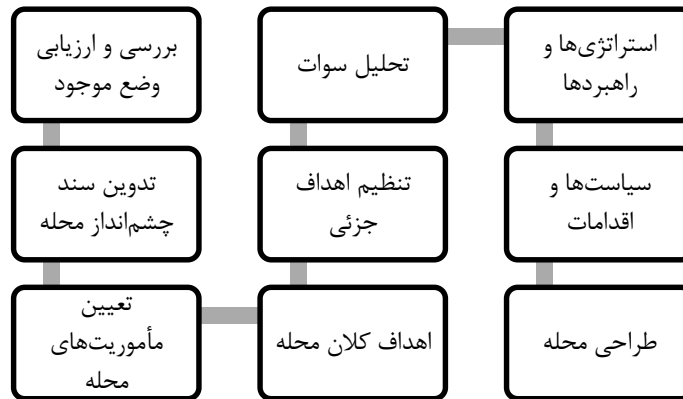 بررسی و ارزیابی
وضع موجود
تدوین سند
چشم‌انداز محله
تعیین
مأموریت‌های
محله
اهداف کلان محله
تنظیم اهداف
جزئی
تحلیل سوات
استراتژی‌ها و
راهبردها
سیاست‌ها و
اقدامات
طراحی محله